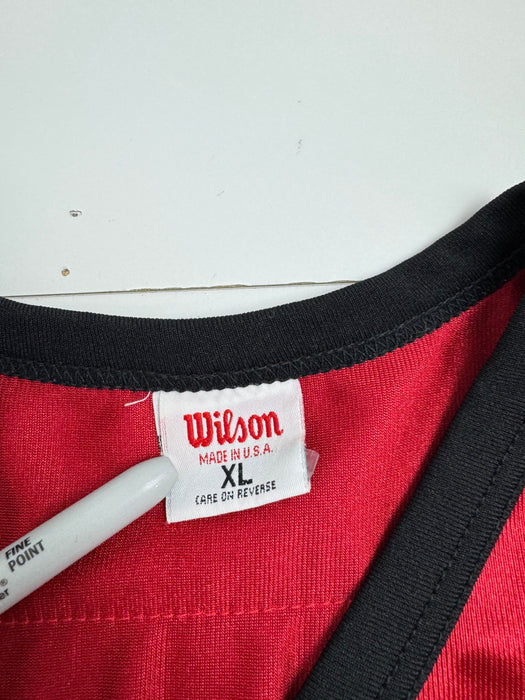 Wilson
MADE IN U.S.A.
XL
CARE ON REVERSE
FINE
POINT
®